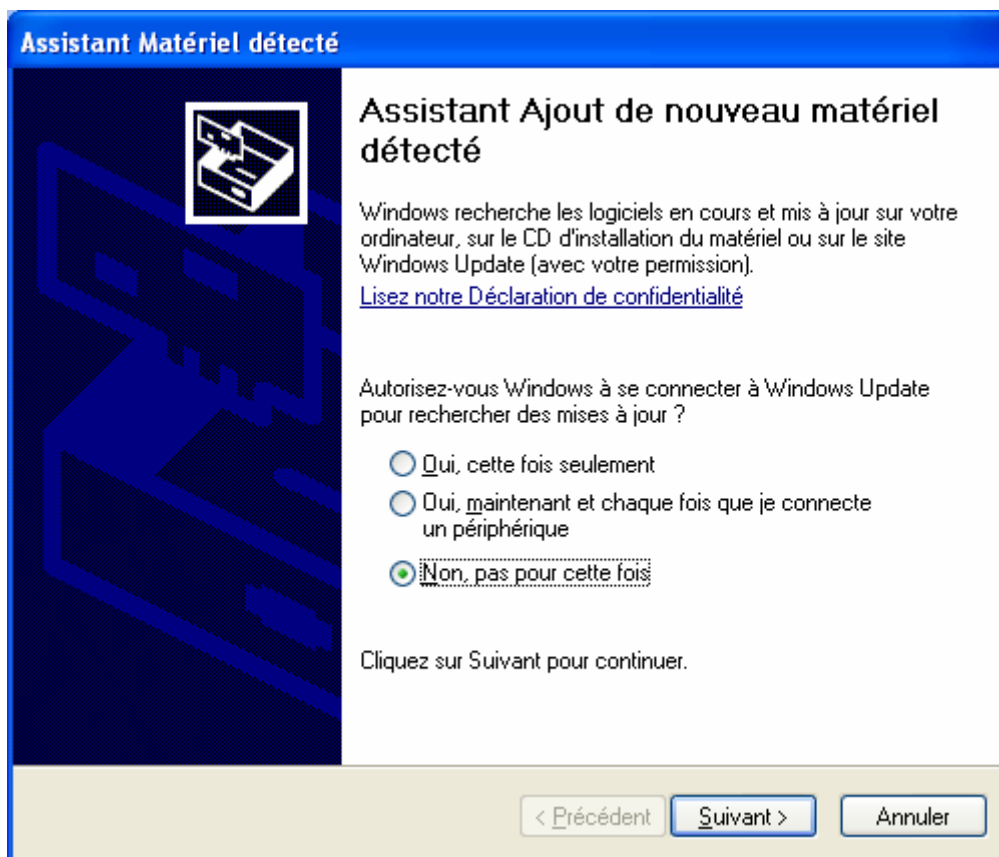 Assistant Matériel détecté
Assistant Ajout de nouveau matériel
détecté
Windows recherche les logiciels en cours et mis à jour sur votre
ordinateur, sur le CD d'installation du matériel ou sur le site
Windows Update (avec votre permission).
Lisez notre Déclaration de confidentialité
Autorisez-vous Windows à se connecter à Windows Update
pour rechercher des mises à jour ?
Oui, cette fois seulement
Oui, maintenant et chaque fois que je connecte
un périphérique
Non, pas pour cette fois
Cliquez sur Suivant pour continuer.
< Précédent Suivant > Annuler